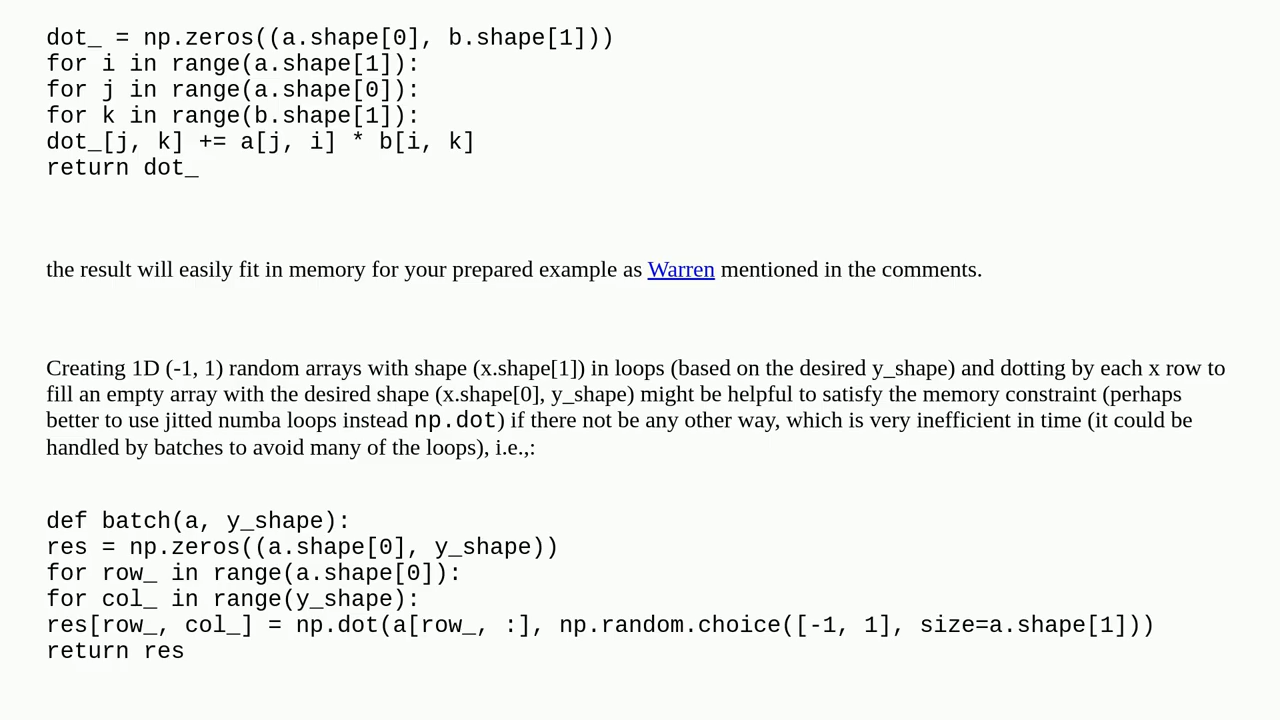 dot_ = np.zeros((a.shape[0], b.shape[1]))
for i in range(a.shape[1]):
for j in range(a.shape[0]):
for k in range(b.shape[1]):
dot_[j, k] += a[j, i] * b[i, k]
return dot_
the result will easily fit in memory for your prepared example as Warren mentioned in the comments.
Creating 1D (-1, 1) random arrays with shape (x.shape[1]) in loops (based on the desired y_shape) and dotting by each x row to
fill an empty array with the desired shape (x.shape[0], y_shape) might be helpful to satisfy the memory constraint (perhaps
better to use jitted numba loops instead np.dot) if there not be any other way, which is very inefficient in time (it could be
handled by batches to avoid many of the loops), i.e.,:
def batch(a, y_shape):
res = np.zeros((a.shape[0], y_shape))
for row_ in range(a.shape[0]):
for col_ in range(y_shape):
res[row_, col_] = np.dot(a[row_, :], np.random.choice([-1, 1], size=a.shape[1]))
return res